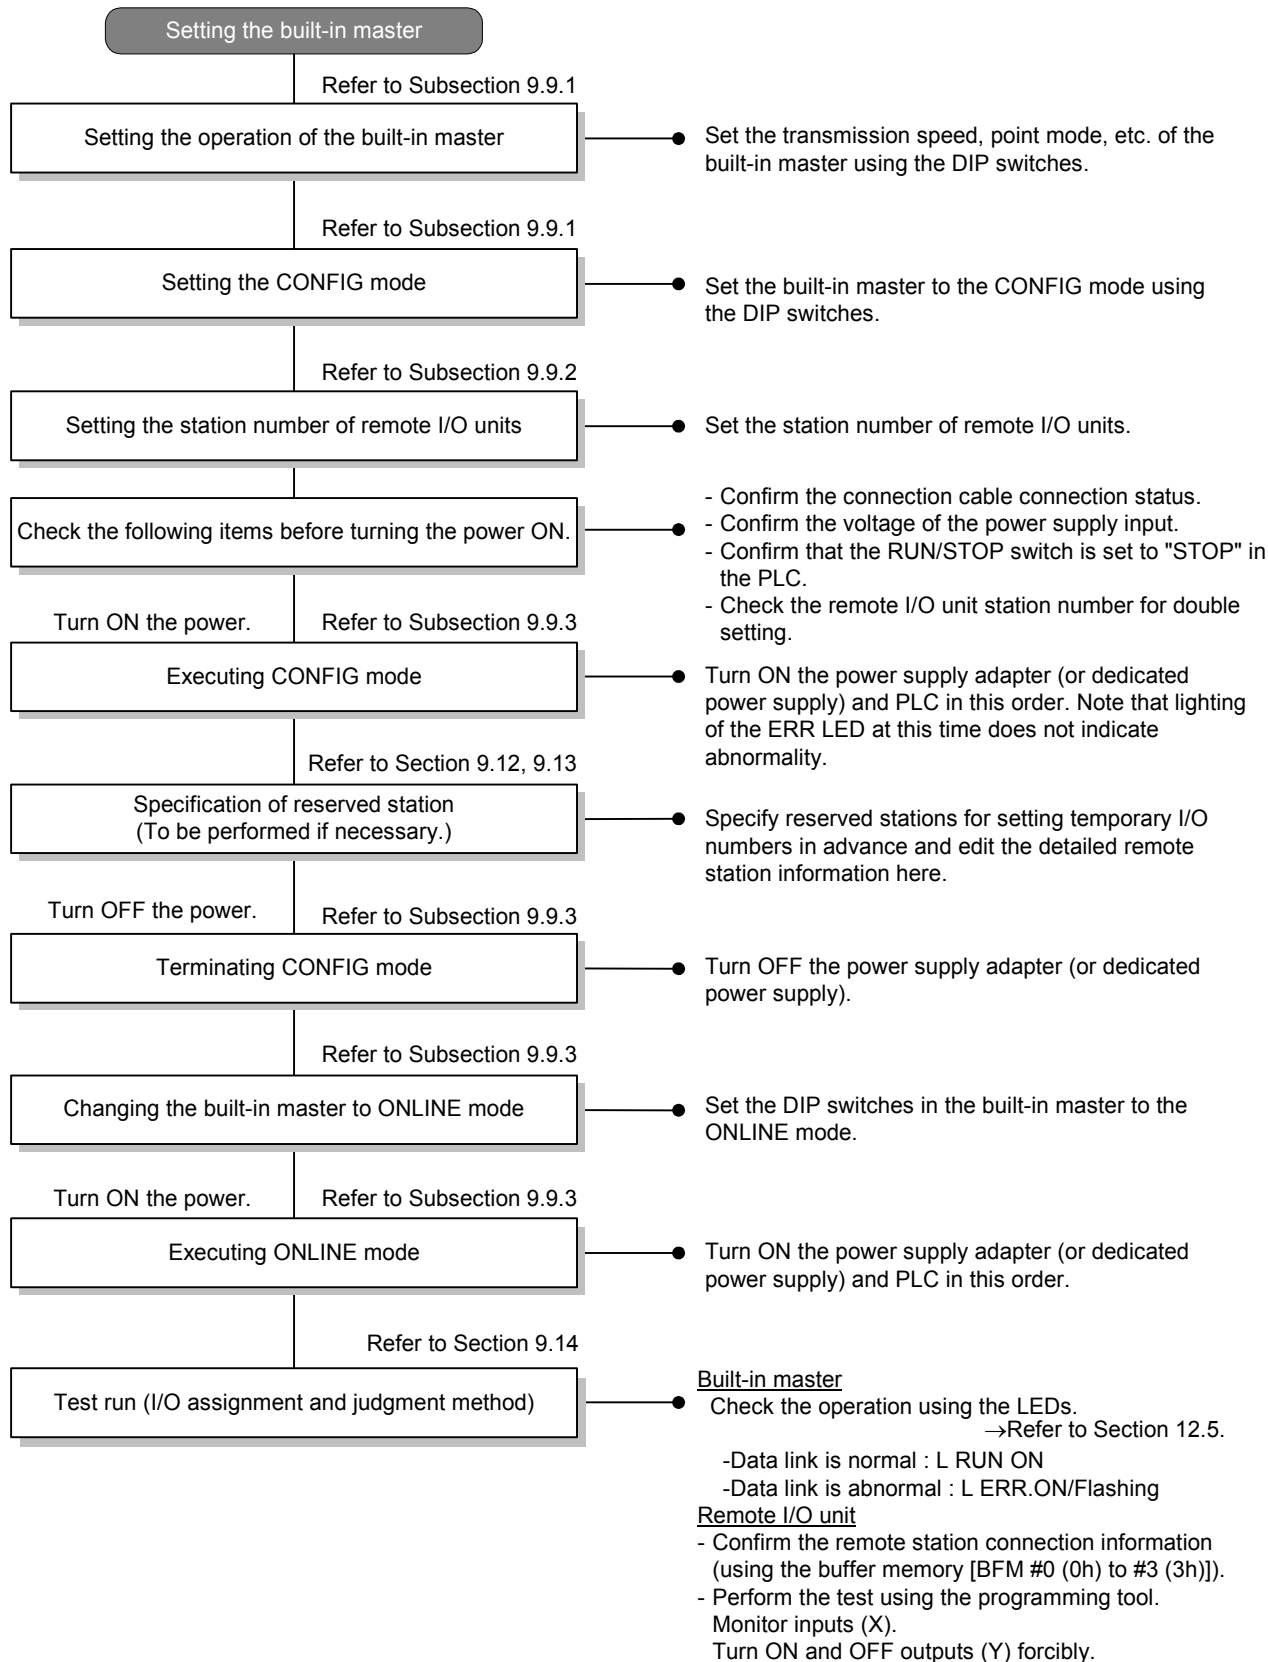 Setting the built-in master
Refer to Subsection 9.9.1
Setting the operation of the built-in master
Set the transmission speed, point mode, etc. of the
built-in master using the DIP switches.
Refer to Subsection 9.9.1
Setting the CONFIG mode
Set the built-in master to the CONFIG mode using
the DIP switches.
Refer to Subsection 9.9.2
Setting the station number of remote I/O units
Set the station number of remote I/O units.
Check the following items before turning the power ON.
- Confirm the connection cable connection status.
- Confirm the voltage of the power supply input.
- Confirm that the RUN/STOP switch is set to "STOP" in
the PLC.
- Check the remote I/O unit station number for double
setting.
Turn ON the power.
Refer to Subsection 9.9.3
Executing CONFIG mode
Turn ON the power supply adapter (or dedicated
power supply) and PLC in this order. Note that lighting
of the ERR LED at this time does not indicate
abnormality.
Refer to Section 9.12, 9.13
Specification of reserved station
(To be performed if necessary.)
Specify reserved stations for setting temporary I/O
numbers in advance and edit the detailed remote
station information here.
Turn OFF the power.
Refer to Subsection 9.9.3
Terminating CONFIG mode
Turn OFF the power supply adapter (or dedicated
power supply).
Refer to Subsection 9.9.3
Changing the built-in master to ONLINE mode
Set the DIP switches in the built-in master to the
ONLINE mode.
Turn ON the power.
Refer to Subsection 9.9.3
Executing ONLINE mode
Turn ON the power supply adapter (or dedicated
power supply) and PLC in this order.
Refer to Section 9.14
Test run (I/O assignment and judgment method)
Built-in master
Check the operation using the LEDs.
→Refer to Section 12.5.
-Data link is normal : L RUN ON
-Data link is abnormal : L ERR.ON/Flashing
Remote I/O unit
- Confirm the remote station connection information
(using the buffer memory [BFM #0 (0h) to #3 (3h)]).
- Perform the test using the programming tool.
Monitor inputs (X).
Turn ON and OFF outputs (Y) forcibly.